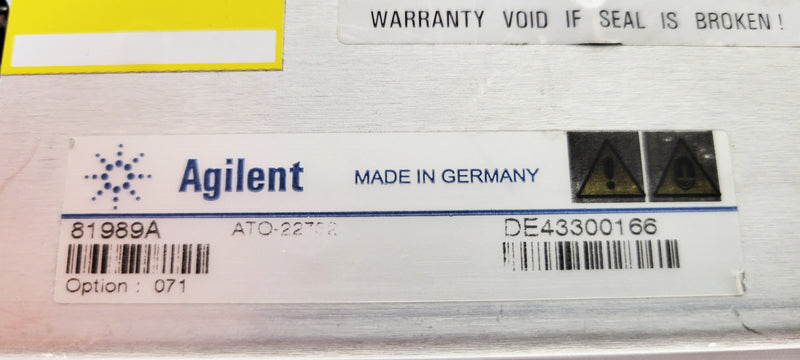 WARRANTY VOID IF SEAL IS BROKEN!
Agilent
MADE IN GERMANY
81989A
DE43300166
Option : 071